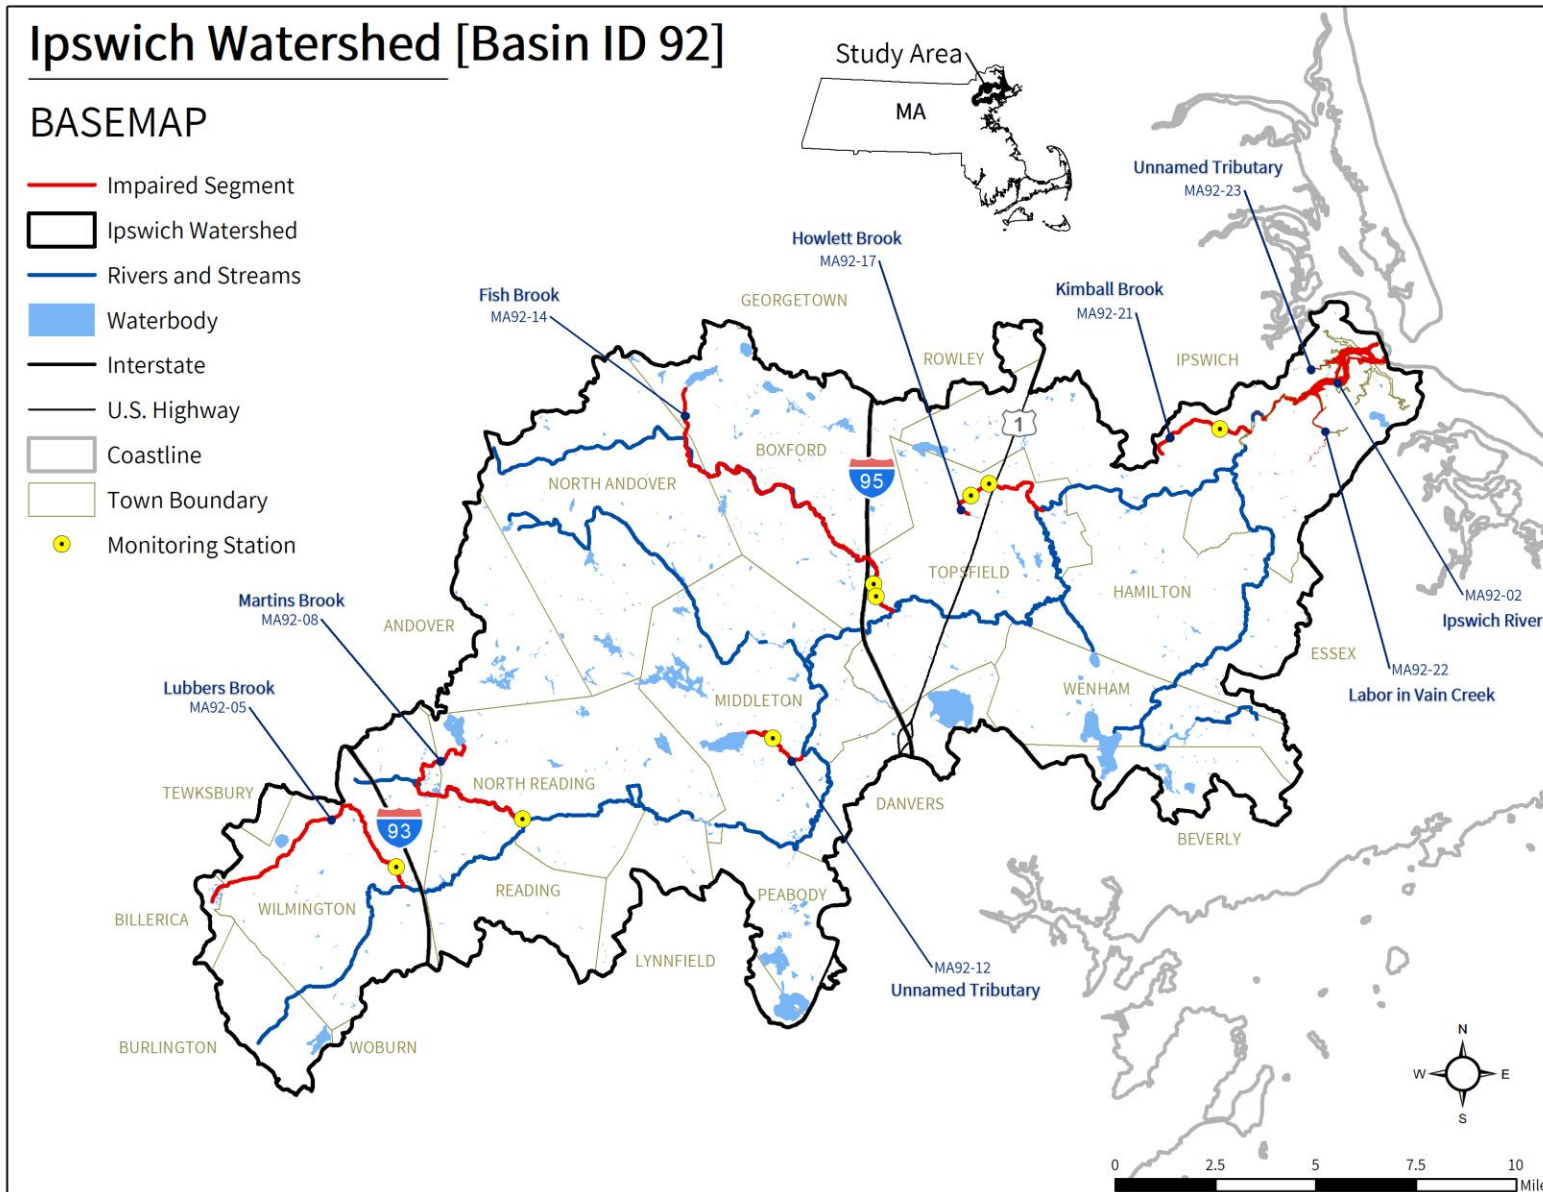 Ipswich Watershed [Basin ID 92]
BASEMAP
Impaired Segment
Ipswich Watershed
Rivers and Streams
Waterbody
Interstate
U.S. Highway
Coastline
Town Boundary
Monitoring Station
Study Area
MA
Unnamed Tributary
MA92-23
Howlett Brook
MA92-17
Kimball Brook
MA92-21
Fish Brook
MA92-14
GEORGETOWN
ROWLEY
IPSWICH
1
BOXFORD
95
NORTH ANDOVER
TOPSFIELD
HAMILTON
Martins Brook
MA92-08
ANDOVER
MA92-02
Ipswich River
ESSEX
MA92-22
Labor in Vain Creek
Lubbers Brook
MA92-05
MIDDLETON
WENHAM
TEWKSBURY
NORTH READING
93
DANVERS
BEVERLY
READING
PEABODY
BILLERICA
WILMINGTON
LYNNFIELD
MA92-12
Unnamed Tributary
BURLINGTON
WOBURN
N
W
E
S
0 2.5 5 7.5 10
Mile